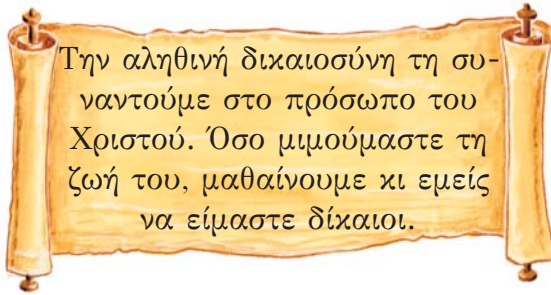 Την αληθινή δικαιοσύνη τη συ-
ναντούμε στο πρόσωπο του
Χριστού. Όσο μιμούμαστε τη
ζωή του, μαθαίνουμε κι εμείς
να είμαστε δίκαιοι.